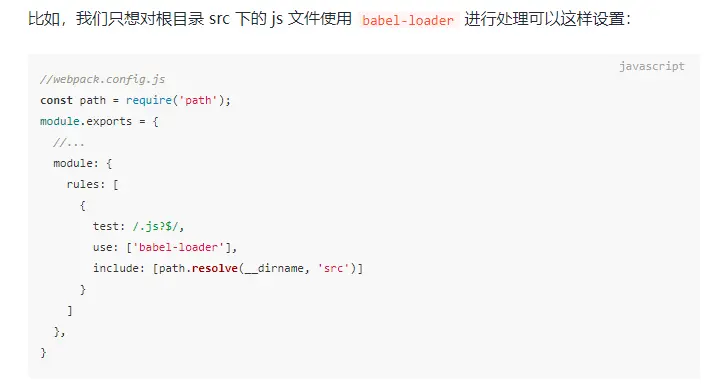 比如，我们只想对根目录 src 下的 js 文件使用 babel-loader 进行处理可以这样设置：
javascript
//webpack.config.js
const path = require('path');
module.exports = {
  //...
  module: {
    rules: [
      {
        test: /.js?$/,
        use: ['babel-loader'],
        include: [path.resolve(__dirname, 'src')]
      }
    ]
  },
}